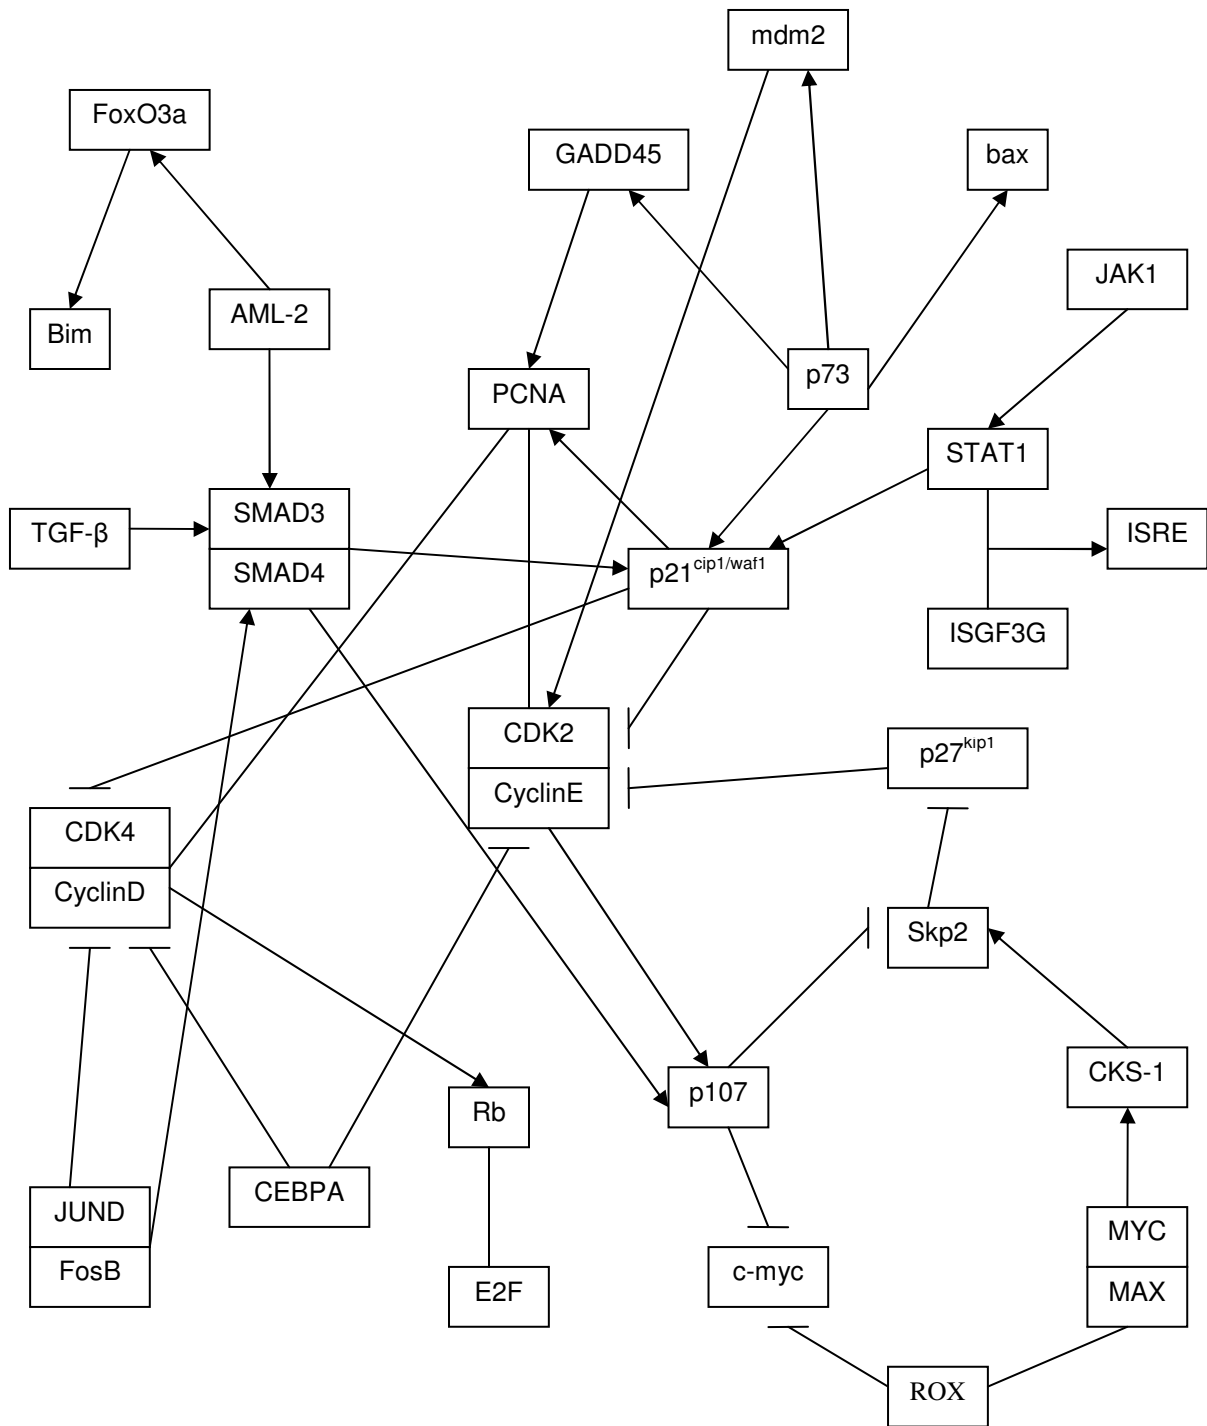 mdm2
FoxO3a
GADD45
bax
JAK1
Bim
AML-2
PCNA
p73
STAT1
TGF-β
SMAD3
SMAD4
p21cip1/waf1
ISRE
ISGF3G
CDK2
CyclinE
p27kip1
CDK4
CyclinD
Skp2
CKS-1
Rb
p107
CEBPA
JUND
FosB
E2F
c-myc
MYC
MAX
ROX